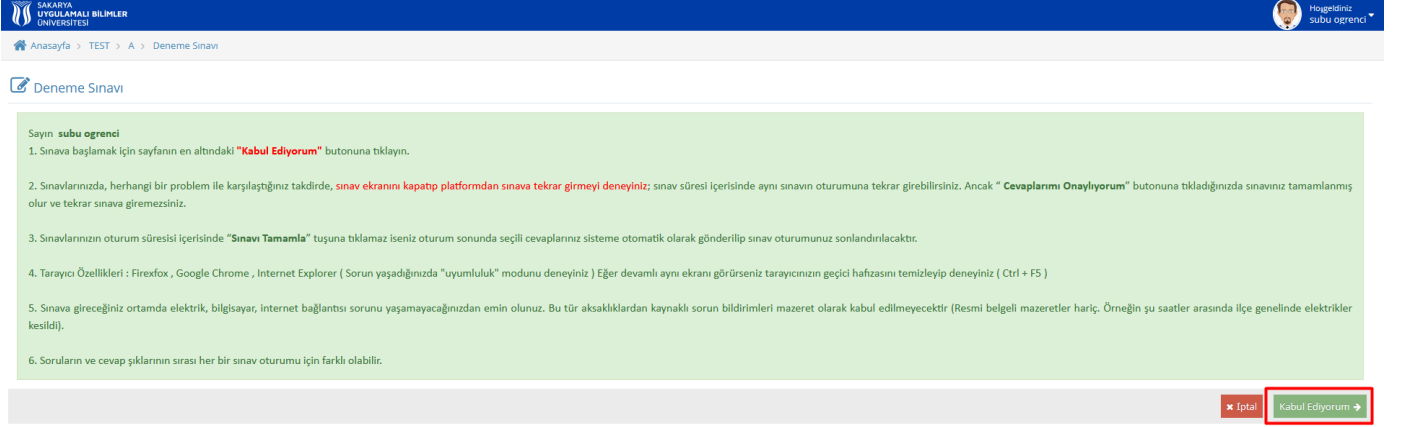 SAKARYA
UYGULAMALI BİLİMLER
ÜNİVERSİTESİ
Hoşgeldiniz
subu ogrenci
Anasayfa > TEST > A > Deneme Sınavı
Deneme Sınavı
Sayın subu ogrenci
1. Sınava başlamak için sayfanın en altındaki "Kabul Ediyorum" butonuna tıklayın.
2. Sınavlarınızda, herhangi bir problem ile karşılaştığınız takdirde, sınav ekranını kapatıp platformdan sınava tekrar girmeyi deneyiniz; sınav süresi içerisinde aynı sınavın oturumuna tekrar girebilirsiniz. Ancak “ Cevaplarımı Onaylıyorum” butonuna tıkladığınızda sınavınız tamamlanmış
olur ve tekrar sınava giremezsiniz.
3. Sınavlarınızın oturum süresisi içerisinde “Sınavı Tamamla” tuşuna tıklamaz iseniz oturum sonunda seçili cevaplarınız sisteme otomatik olarak gönderilip sınav oturumunuz sonlandırılacaktır.
4. Tarayıcı Özellikleri : Firexfox , Google Chrome , Internet Explorer ( Sorun yaşadığınızda "uyumluluk" modunu deneyiniz ) Eğer devamlı aynı ekranı görürseniz tarayıcınızın geçici hafızasını temizleyip deneyiniz ( Ctrl + F5 )
5. Sınava gireceğiniz ortamda elektrik, bilgisayar, internet bağlantısı sorunu yaşamayacağınızdan emin olunuz. Bu tür aksaklıklardan kaynaklı sorun bildirimleri mazeret olarak kabul edilmeyecektir (Resmi belgeli mazeretler hariç. Örneğin şu saatler arasında ilçe genelinde elektrikler
kesildi).
6. Soruların ve cevap şıklarının sırası her bir sınav oturumu için farklı olabilir.
× İptal
Kabul Ediyorum →